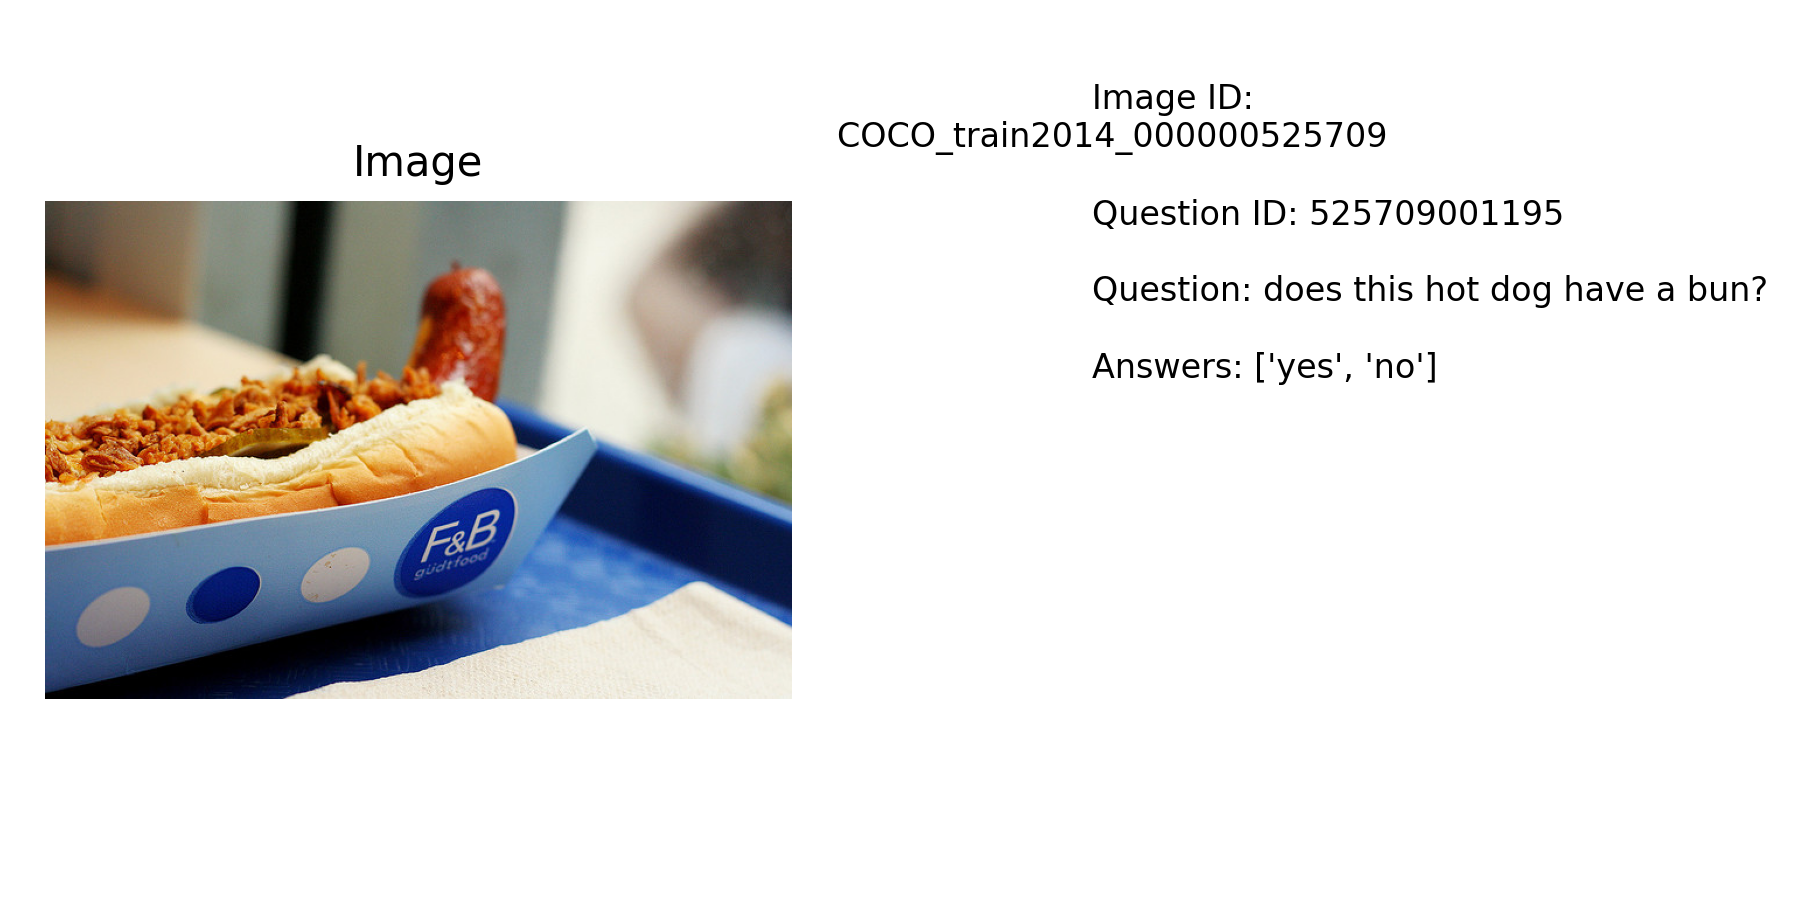 Image
F&B
güdtfood
Image ID:
COCO_train2014_000000525709
Question ID: 525709001195
Question: does this hot dog have a bun?
Answers: ['yes', 'no']